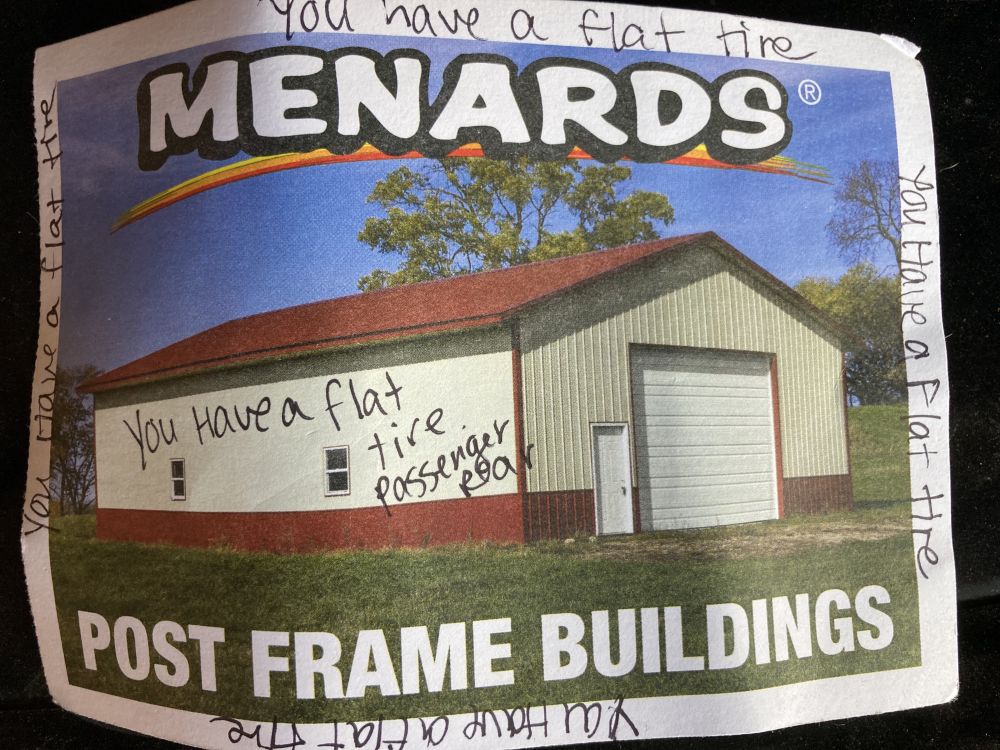 You have a flat tire
MENARDS®
You Have a flat tire
You Have a flat tire
You Have a flat
tire
passenger
rear
POST FRAME BUILDINGS
You Have a flat tire